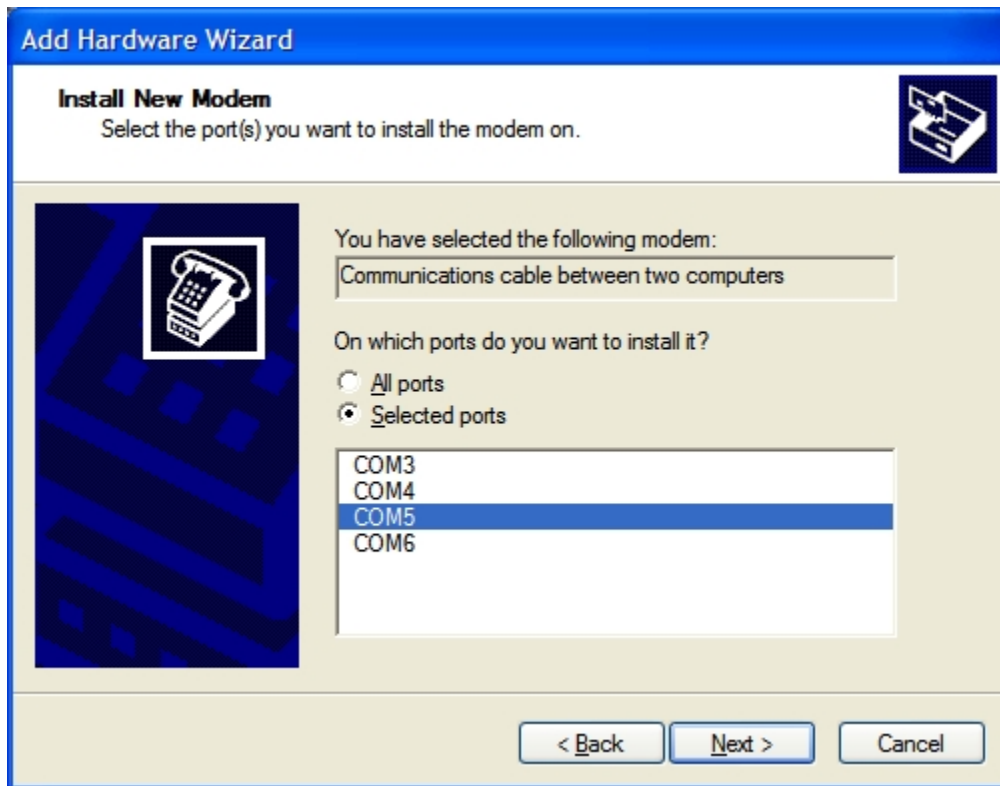 Add Hardware Wizard
Install New Modem
Select the port(s) you want to install the modem on.
You have selected the following modem:
Communications cable between two computers
On which ports do you want to install it?
All ports
Selected ports
COM3
COM4
COM5
COM6
< Back Next > Cancel